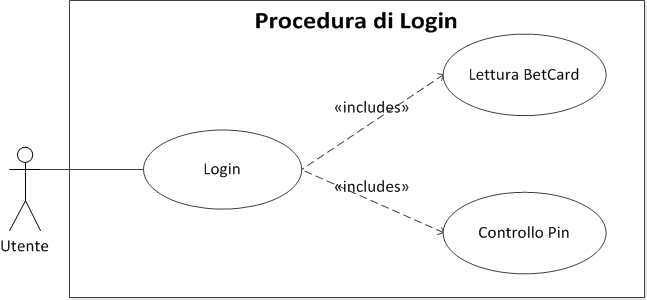 Procedura di Login
Lettura BetCard
«includes»
Login
«includes»
Controllo Pin
Utente